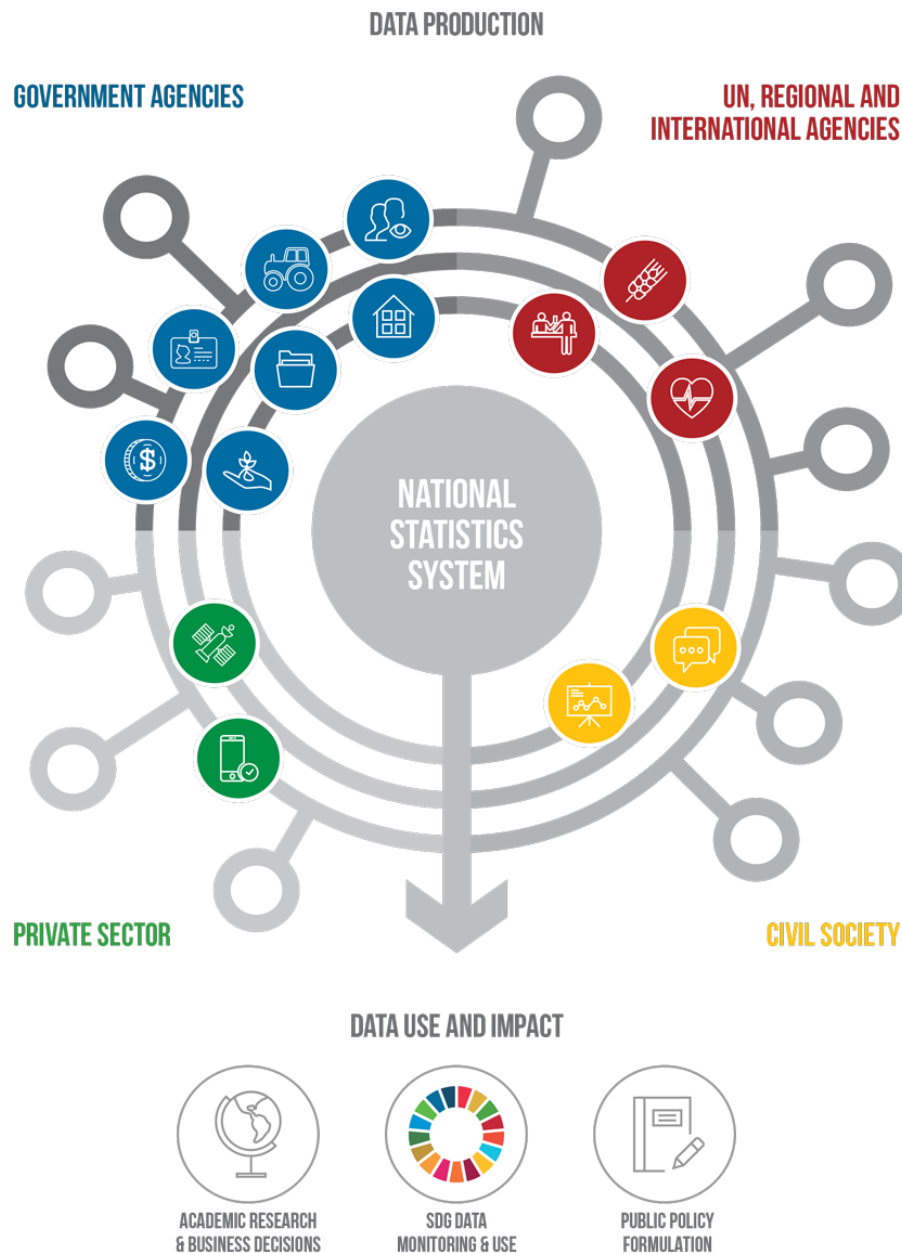 DATA PRODUCTION
GOVERNMENT AGENCIES
UN, REGIONAL AND
INTERNATIONAL AGENCIES
$
NATIONAL
STATISTICS
SYSTEM
PRIVATE SECTOR
CIVIL SOCIETY
DATA USE AND IMPACT
ACADEMIC RESEARCH
& BUSINESS DECISIONS
SDG DATA
MONITORING & USE
PUBLIC POLICY
FORMULATION